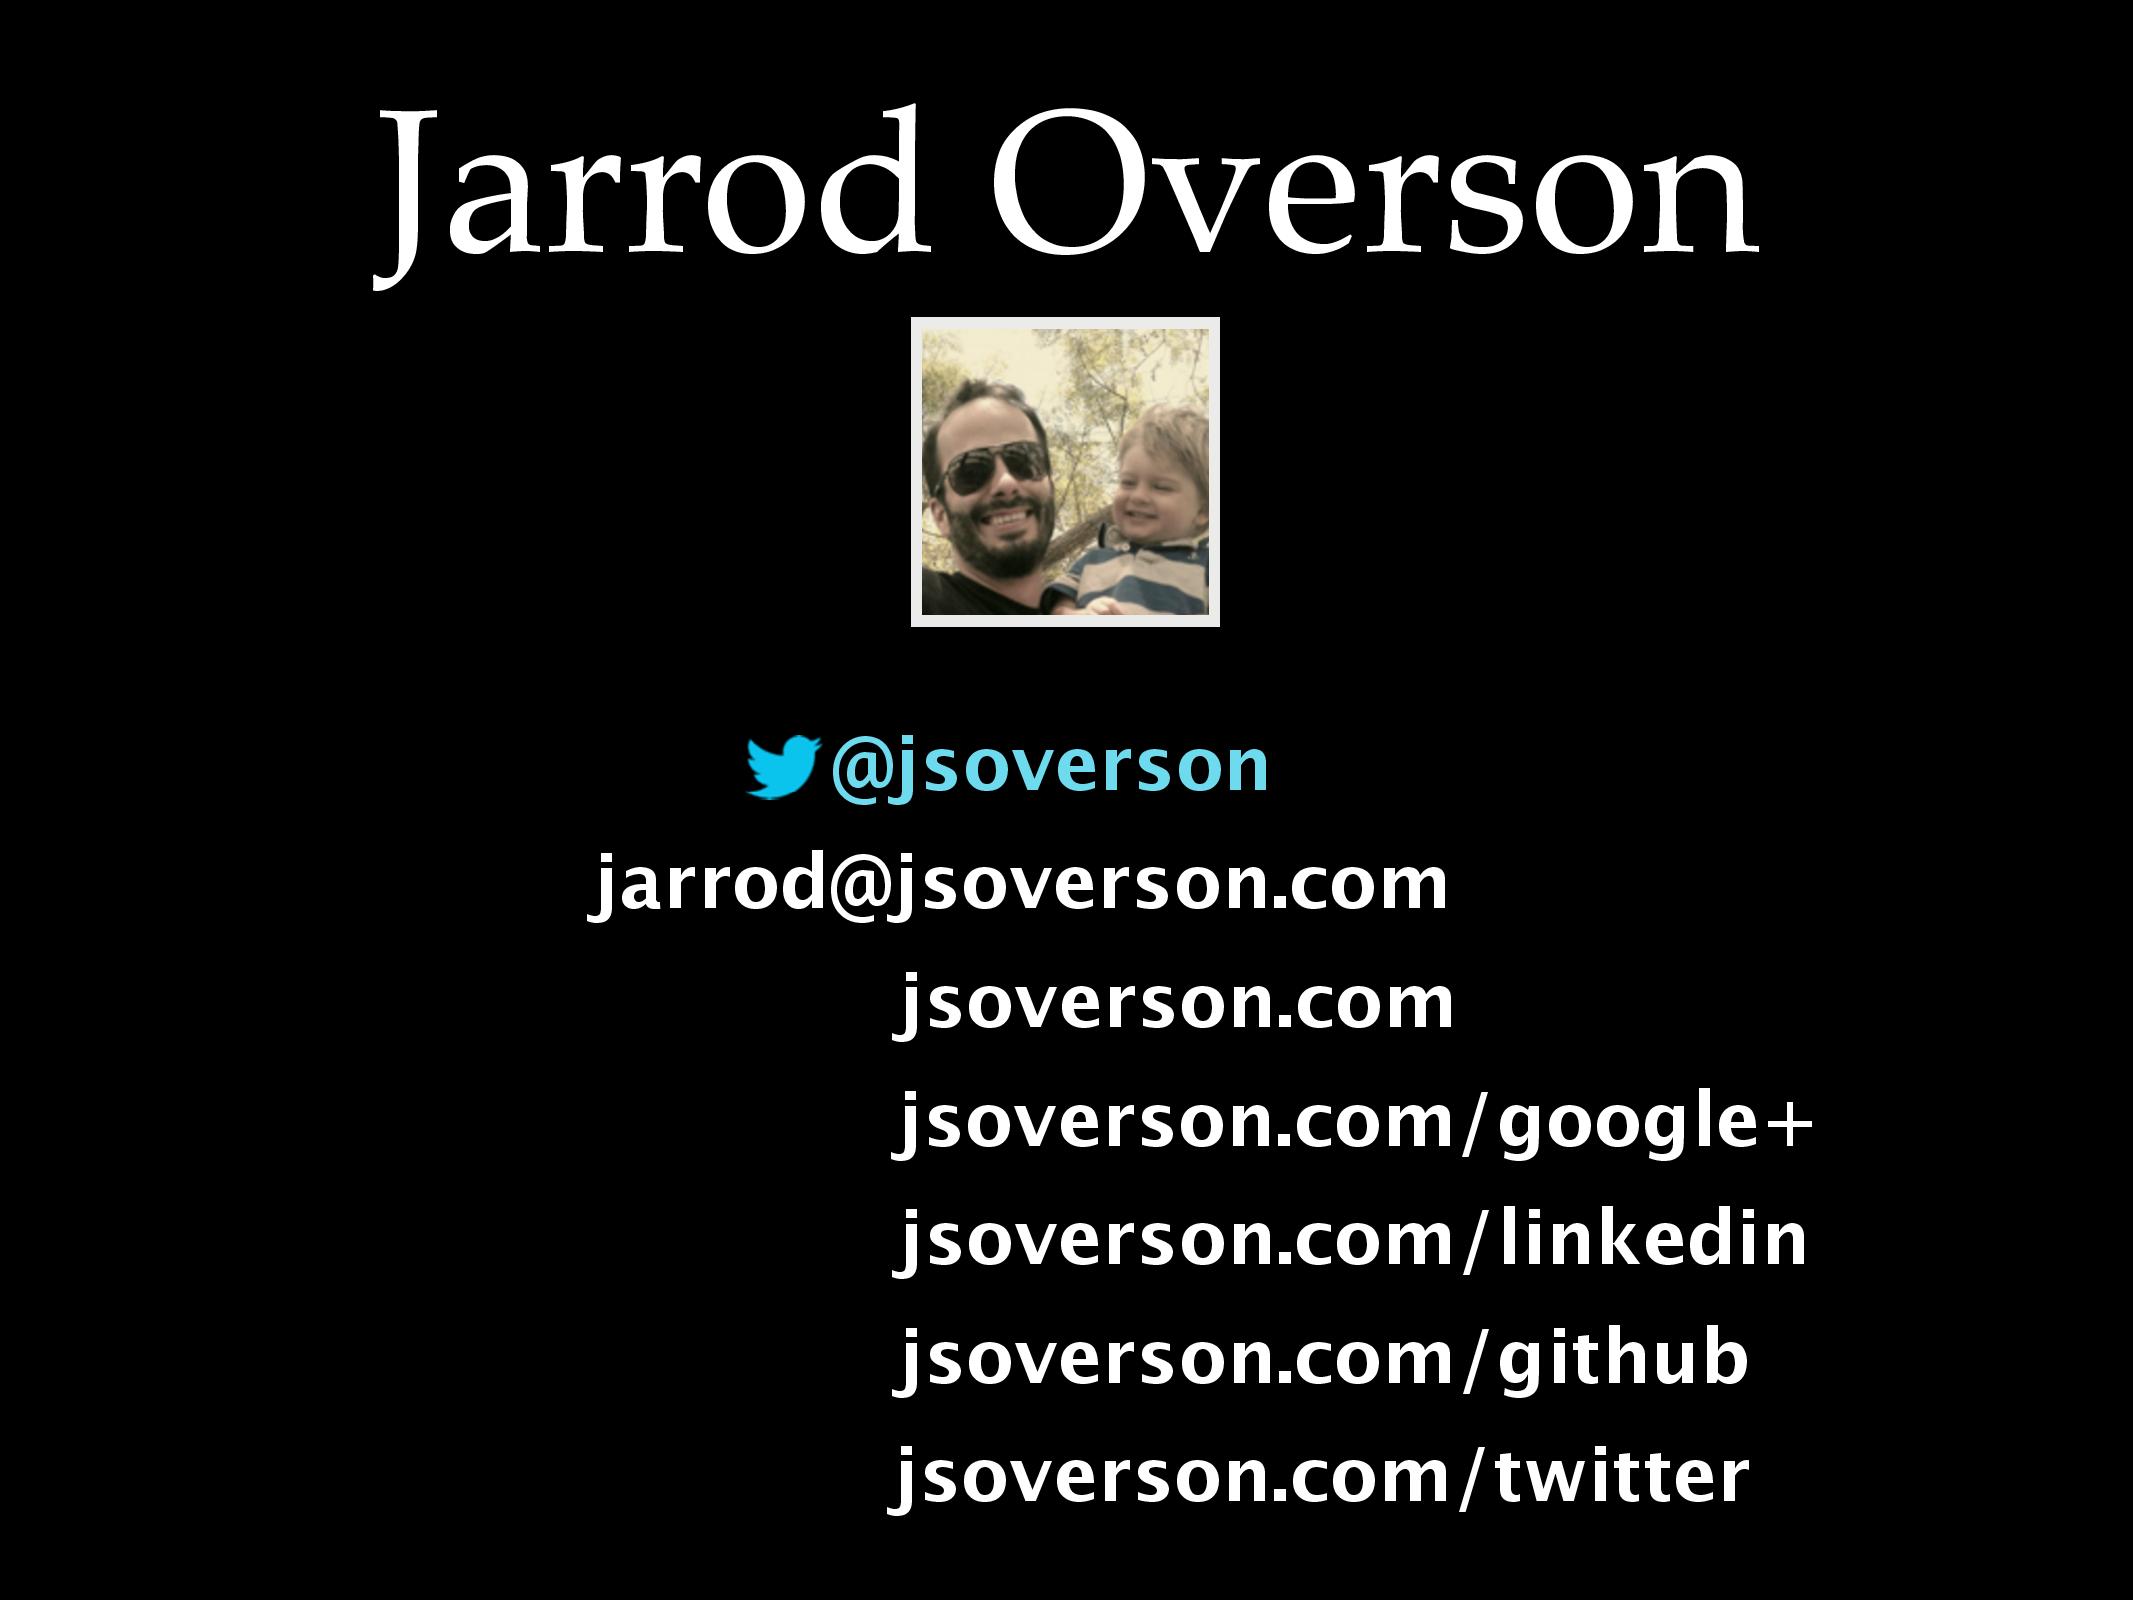 Jarrod Overson
@jsoverson
jarrod@jsoverson.com
jsoverson.com
jsoverson.com/google+
jsoverson.com/linkedin
jsoverson.com/github
jsoverson.com/twitter